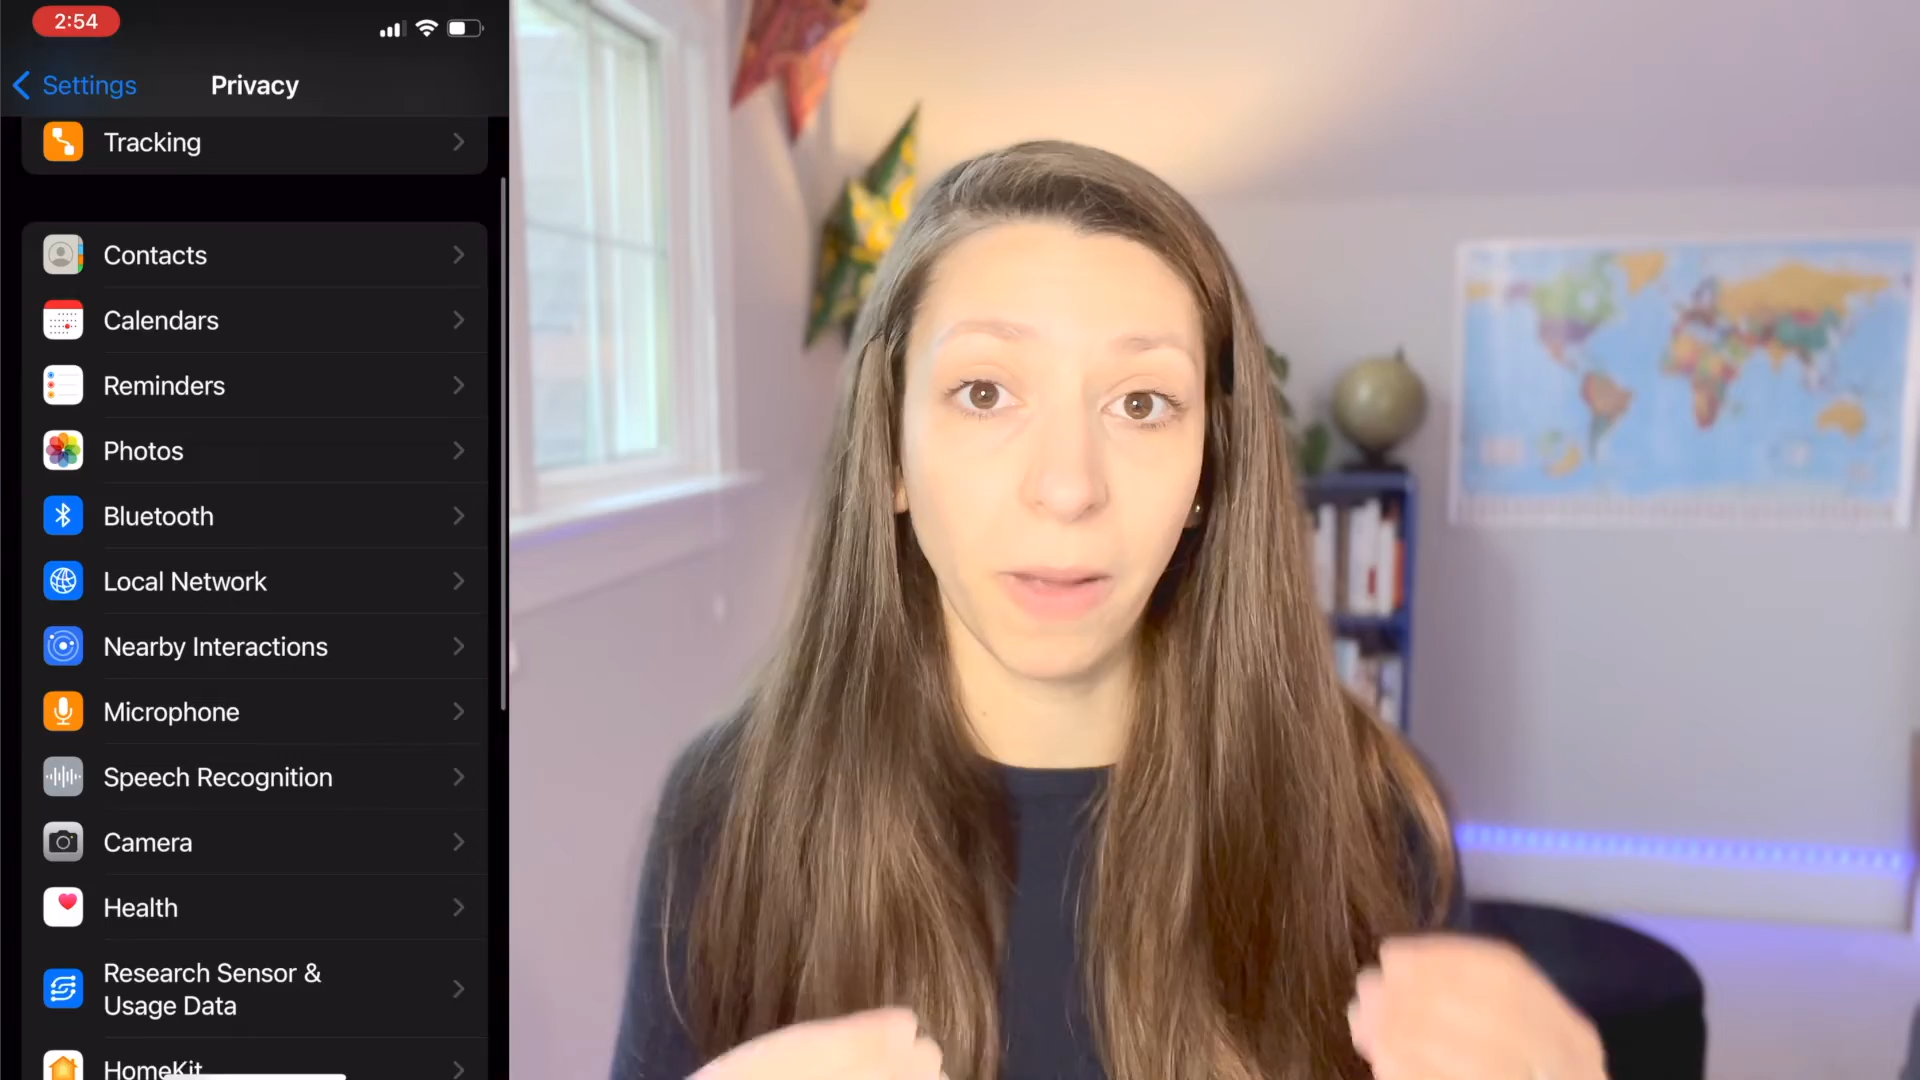 2:54
Settings
Privacy
Tracking
Contacts
Calendars
Reminders
Photos
Bluetooth
Local Network
Nearby Interactions
Microphone
Speech Recognition
Camera
Health
Research Sensor &
Usage Data
HomeKit